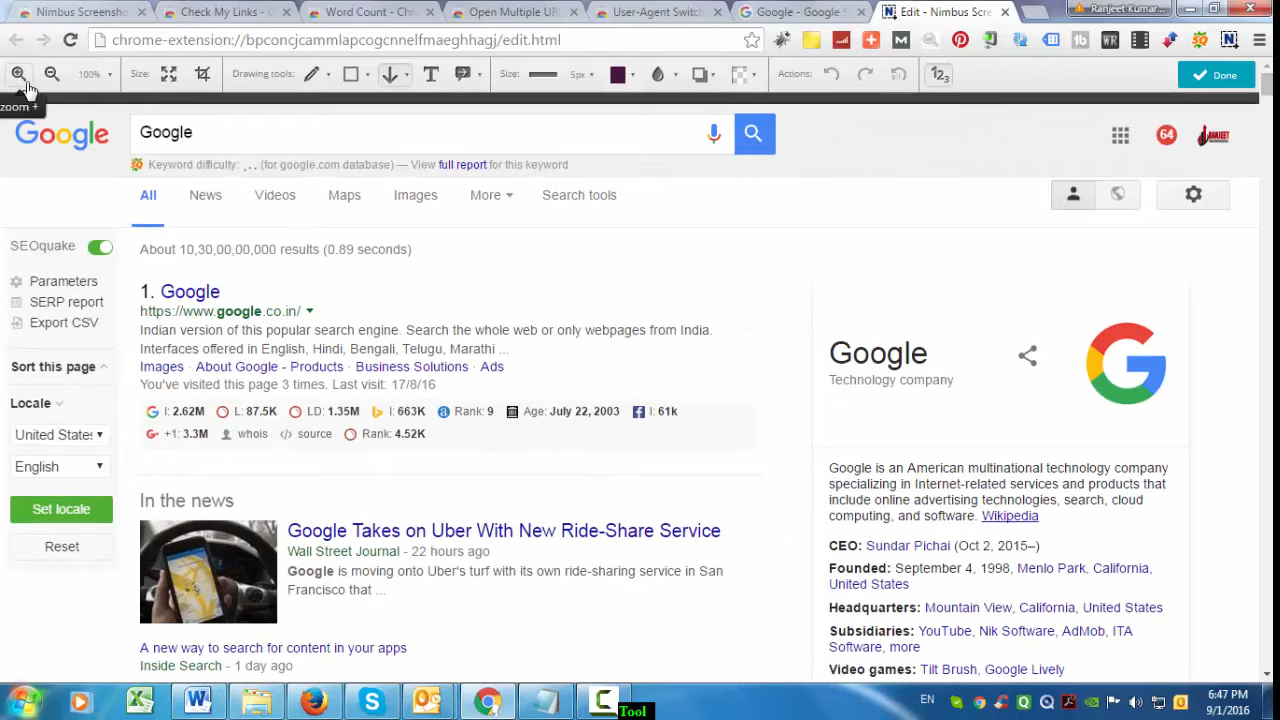 Nimbus Screensho
Check My Links - C
Word Count - Chr
Open Multiple UR
User-Agent Switch
Google - Google S
Edit - Nimbus Scre
Ranjeet Kumar...
chrome-extension://bpconcjcammlapcogcnnelfmaeghhagj/edit.html
100%
Size:
Drawing tools:
T
Size:
5px
Actions:
123
Done
zoom +
Google
Google
64
Keyword difficulty: ... (for google.com database) — View full report for this keyword
All
News
Videos
Maps
Images
More
Search tools
SEOquake
About 10,30,00,00,000 results (0.89 seconds)
Parameters
SERP report
Export CSV
Sort this page
Locale
United States
English
Set locale
Reset
1. Google
https://www.google.co.in/
Indian version of this popular search engine. Search the whole web or only webpages from India.
Interfaces offered in English, Hindi, Bengali, Telugu, Marathi ...
Images · About Google - Products · Business Solutions · Ads
You've visited this page 3 times. Last visit: 17/8/16
I: 2.62M L: 87.5K LD: 1.35M I: 663K Rank: 9 Age: July 22, 2003 I: 61k
+1: 3.3M whois source Rank: 4.52K
In the news
Google Takes on Uber With New Ride-Share Service
Wall Street Journal - 22 hours ago
Google is moving onto Uber's turf with its own ride-sharing service in San
Francisco that ...
A new way to search for content in your apps
Inside Search - 1 day ago
Google
Technology company
Google is an American multinational technology company
specializing in Internet-related services and products that
include online advertising technologies, search, cloud
computing, and software. Wikipedia
CEO: Sundar Pichai (Oct 2, 2015–)
Founded: September 4, 1998, Menlo Park, California,
United States
Headquarters: Mountain View, California, United States
Subsidiaries: YouTube, Nik Software, AdMob, ITA
Software, more
Video games: Tilt Brush, Google Lively
Tool
EN
6:47 PM
9/1/2016